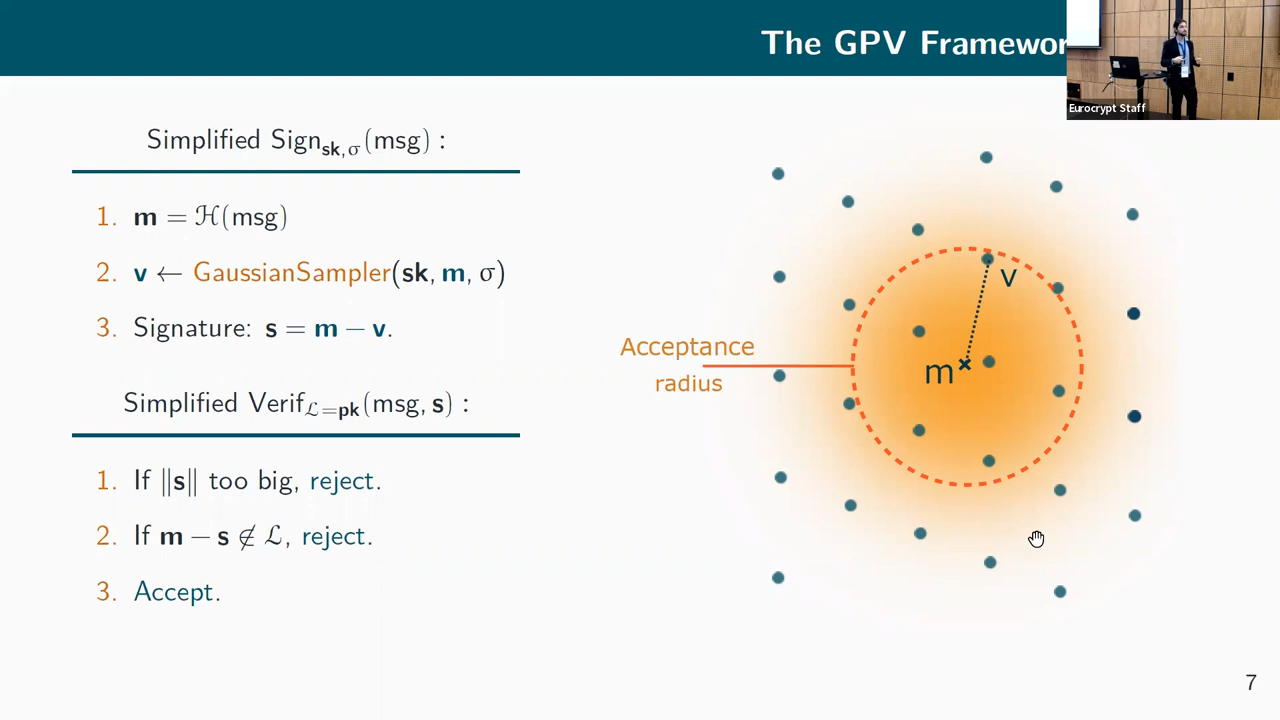 The GPV Framewor
Eurocrypt Staff
Simplified Sign_{sk,σ}(msg) :
1. m = ℋ(msg)
2. v ← GaussianSampler(sk, m, σ)
3. Signature: s = m − v.
Simplified Verif_{ℒ=pk}(msg, s) :
1. If ‖s‖ too big, reject.
2. If m − s ∉ ℒ, reject.
3. Accept.
Acceptance
radius
v
m
7